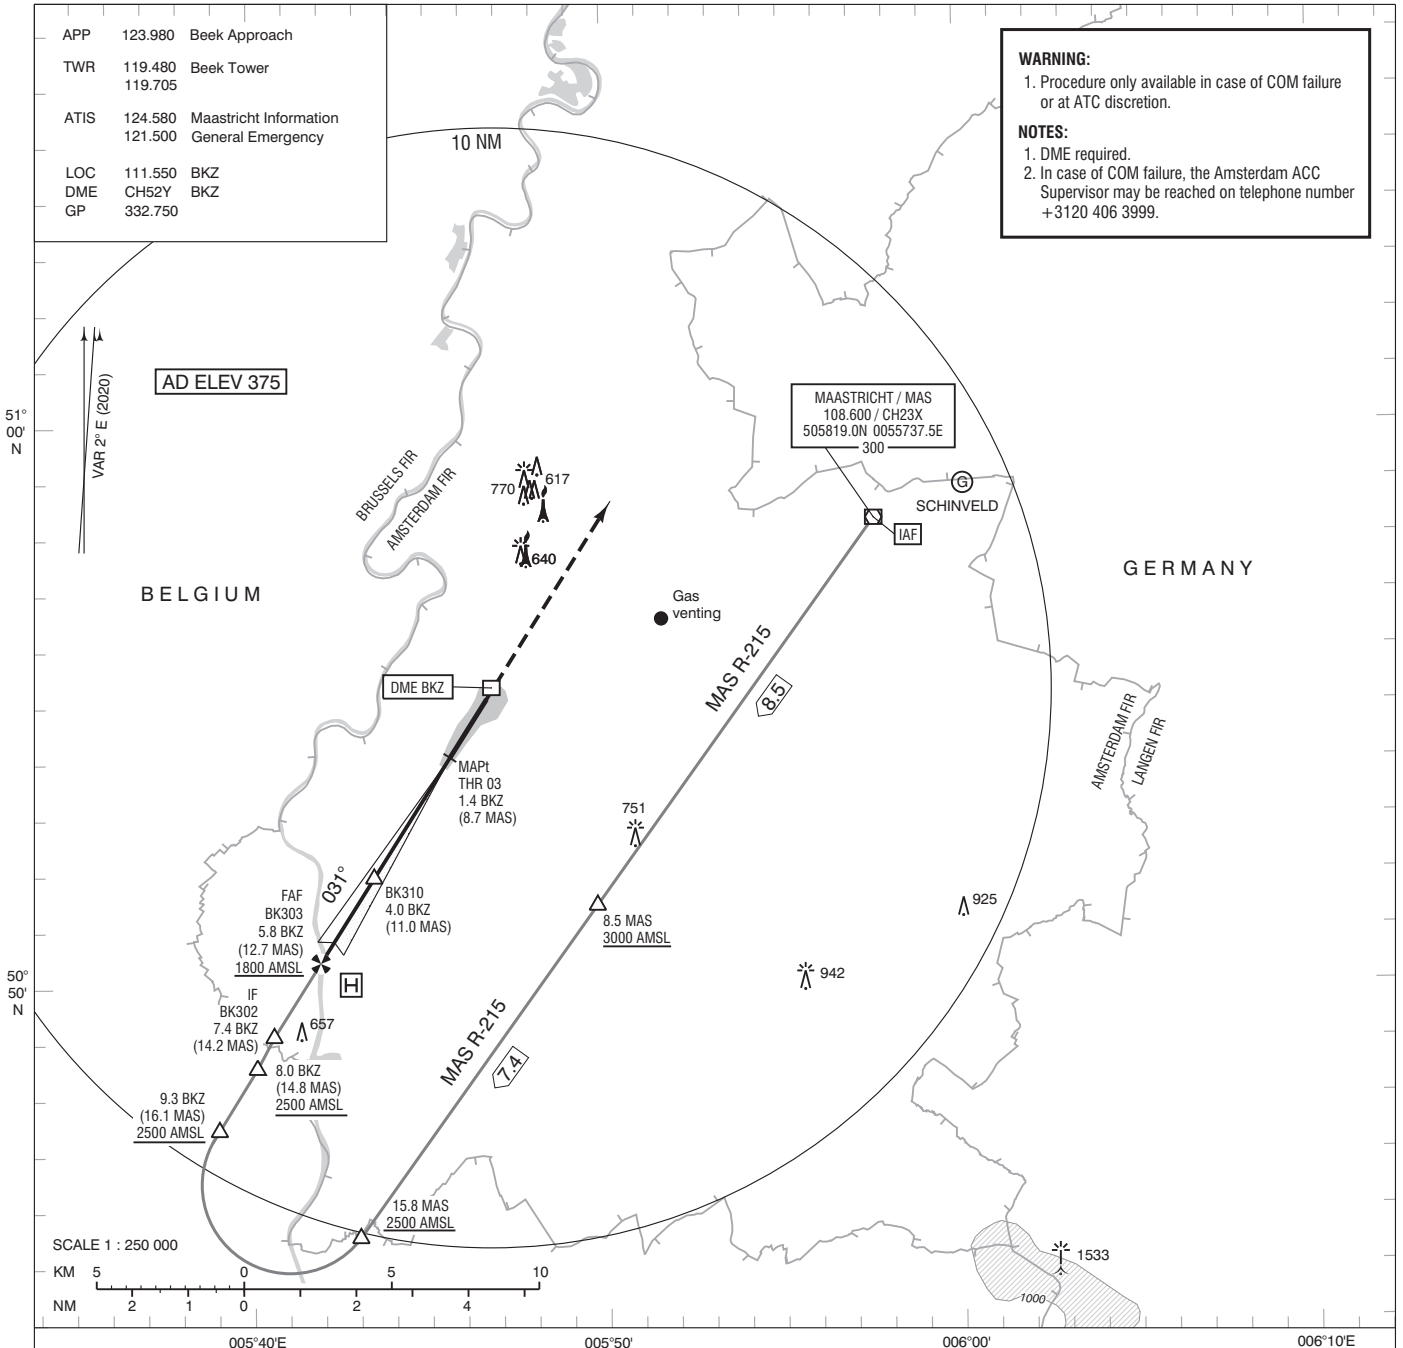 APP 123.980 Beek Approach
TWR 119.480 Beek Tower
119.705
ATIS 124.580 Maastricht Information
121.500 General Emergency
LOC 111.550 BKZ
DME CH52Y BKZ
GP 332.750
WARNING:
1. Procedure only available in case of COM failure
or at ATC discretion.
NOTES:
1. DME required.
2. In case of COM failure, the Amsterdam ACC
Supervisor may be reached on telephone number
+3120 406 3999.
10 NM
VAR 2° E (2020)
AD ELEV 375
51°
00'
N
MAASTRICHT / MAS
108.600 / CH23X
505819.0N 0055737.5E
300
BRUSSELS FIR
AMSTERDAM FIR
770
617
640
G
SCHINVELD
IAF
BELGIUM
GERMANY
Gas
venting
MAS R-215
8.5
DME BKZ
AMSTERDAM FIR
LANGEN FIR
MAPt
THR 03
1.4 BKZ
(8.7 MAS)
751
031°
FAF
BK303
5.8 BKZ
(12.7 MAS)
1800 AMSL
BK310
4.0 BKZ
(11.0 MAS)
8.5 MAS
3000 AMSL
925
942
H
50°
50'
N
IF
BK302
7.4 BKZ
(14.2 MAS)
657
MAS R-215
7.4
8.0 BKZ
(14.8 MAS)
2500 AMSL
9.3 BKZ
(16.1 MAS)
2500 AMSL
15.8 MAS
2500 AMSL
1533
1000
SCALE 1 : 250 000
KM 5 0 5 10
NM 2 1 0 2 4
005°40'E 005°50' 006°00' 006°10'E